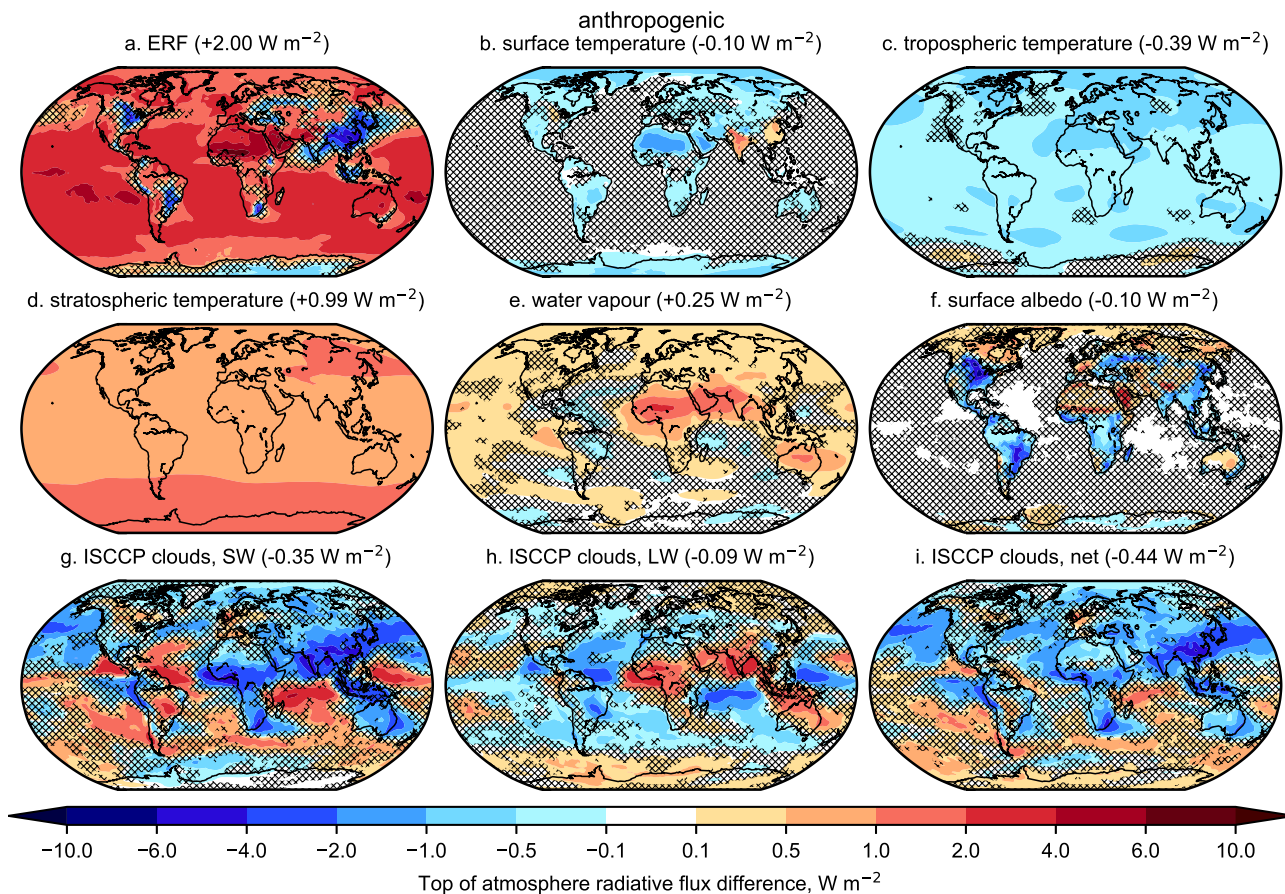 anthropogenic
a. ERF (+2.00 W m⁻²)
b. surface temperature (-0.10 W m⁻²)
c. tropospheric temperature (-0.39 W m⁻²)
d. stratospheric temperature (+0.99 W m⁻²)
e. water vapour (+0.25 W m⁻²)
f. surface albedo (-0.10 W m⁻²)
g. ISCCP clouds, SW (-0.35 W m⁻²)
h. ISCCP clouds, LW (-0.09 W m⁻²)
i. ISCCP clouds, net (-0.44 W m⁻²)
−10.0 −6.0 −4.0 −2.0 −1.0 −0.5 −0.1 0.1 0.5 1.0 2.0 4.0 6.0 10.0
Top of atmosphere radiative flux difference, W m⁻²